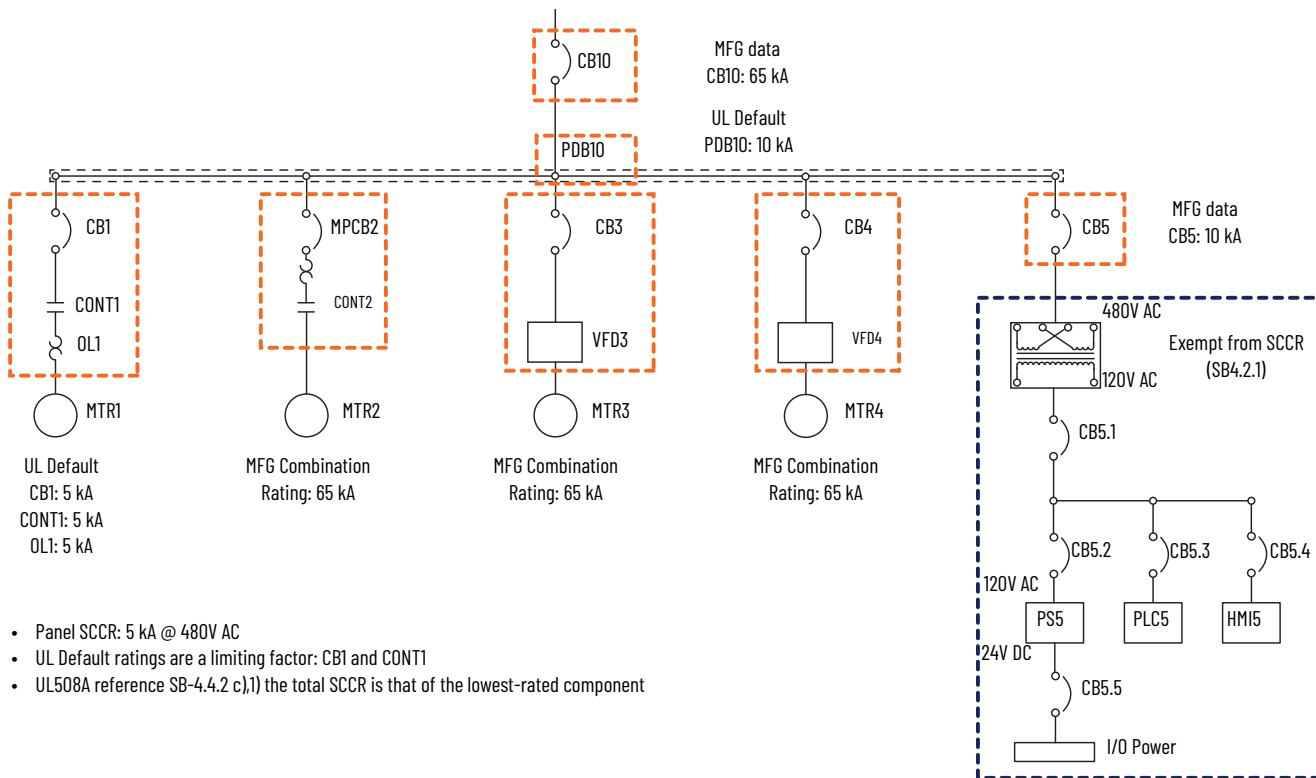 CB10
MFG data
CB10: 65 kA
UL Default
PDB10: 10 kA
PDB10
CB1
CONT1
OL1
MTR1
UL Default
CB1: 5 kA
CONT1: 5 kA
OL1: 5 kA
MPCB2
CONT2
MTR2
MFG Combination
Rating: 65 kA
CB3
VFD3
MTR3
MFG Combination
Rating: 65 kA
CB4
VFD4
MTR4
MFG Combination
Rating: 65 kA
CB5
MFG data
CB5: 10 kA
480V AC
120V AC
Exempt from SCCR
(SB4.2.1)
CB5.1
CB5.2
CB5.3
CB5.4
120V AC
PS5
PLC5
HMI5
24V DC
CB5.5
I/O Power
• Panel SCCR: 5 kA @ 480V AC
• UL Default ratings are a limiting factor: CB1 and CONT1
• UL508A reference SB-4.4.2 c),1) the total SCCR is that of the lowest-rated component